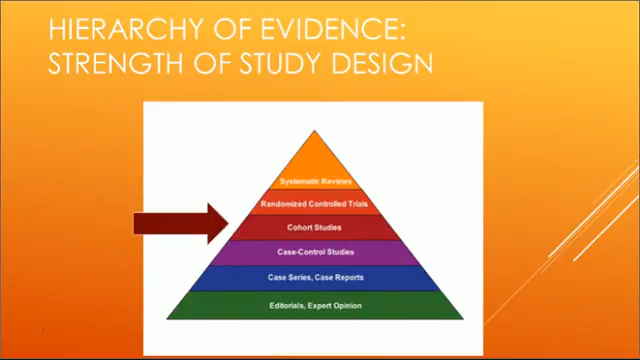 HIERARCHY OF EVIDENCE:
STRENGTH OF STUDY DESIGN
Systematic Reviews
Randomized Controlled Trials
Cohort Studies
Case-Control Studies
Case Series, Case Reports
Editorials, Expert Opinion